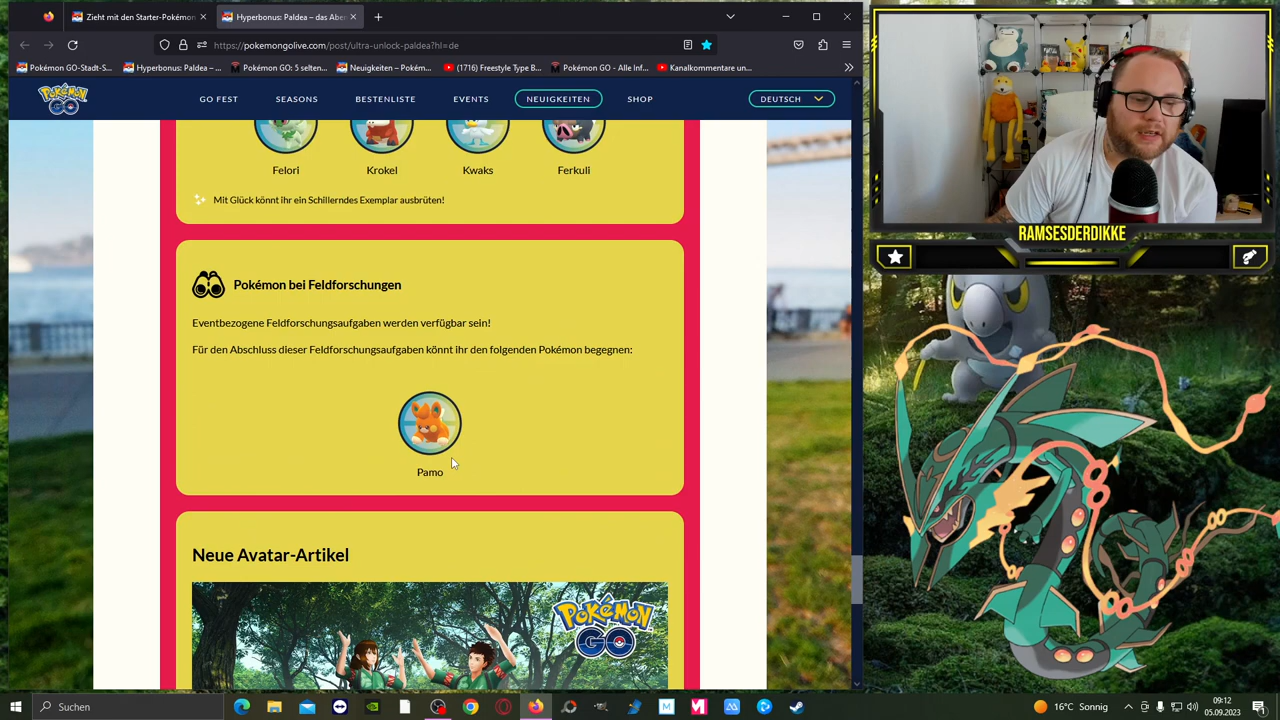 Zieht mit den Starter-Pokémon
Hyperbonus: Paldea – das Aben
https://pokemongolive.com/post/ultra-unlock-paldea?hl=de
Pokémon GO-Stadt-S...
Hyperbonus: Paldea – ...
Pokémon GO: 5 selten...
Neuigkeiten – Pokém...
(1716) Freestyle Type B...
Pokémon GO - Alle Inf...
Kanalkommentare un...
POKÉMON GO
GO FEST
SEASONS
BESTENLISTE
EVENTS
NEUIGKEITEN
SHOP
DEUTSCH
Felori
Krokel
Kwaks
Ferkuli
Mit Glück könnt ihr ein Schillerndes Exemplar ausbrüten!
Pokémon bei Feldforschungen
Eventbezogene Feldforschungsaufgaben werden verfügbar sein!
Für den Abschluss dieser Feldforschungsaufgaben könnt ihr den folgenden Pokémon begegnen:
Pamo
Neue Avatar-Artikel
POKÉMON GO
RAMSESDERDIKKE
Suchen
16°C Sonnig
09:12
05.09.2023